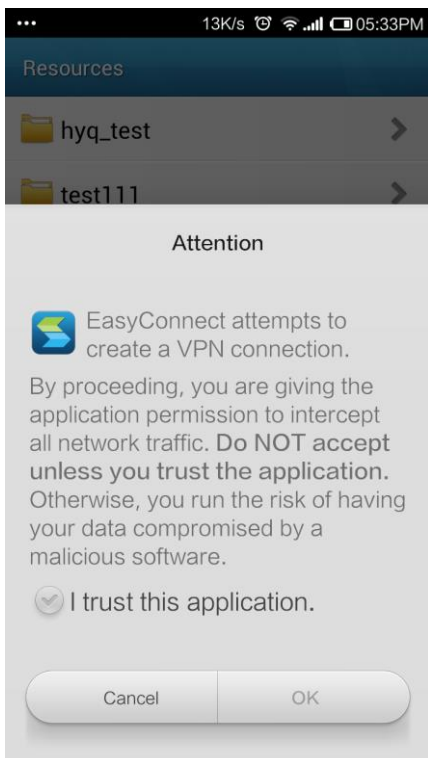 ... 13K/s 05:33PM
Resources
hyq_test
test111
Attention
EasyConnect attempts to
create a VPN connection.
By proceeding, you are giving the
application permission to intercept
all network traffic. Do NOT accept
unless you trust the application.
Otherwise, you run the risk of having
your data compromised by a
malicious software.
I trust this application.
Cancel OK